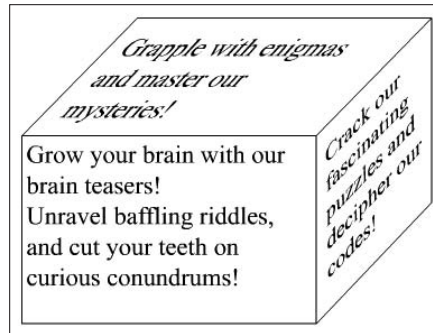 Grapple with enigmas
and master our
mysteries!
Grow your brain with our
brain teasers!
Unravel baffling riddles,
and cut your teeth on
curious conundrums!
Crack our
fascinating
puzzles and
decipher our
codes!